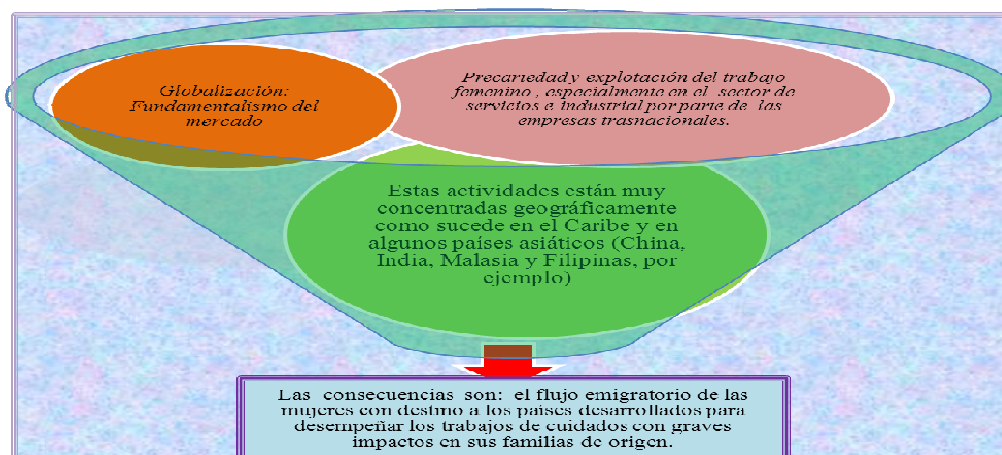 Globalización:
Fundamentalismo del
mercado
Precariedad y explotación del trabajo
femenino , especialmente en el sector de
servicios e industrial por parte de las
empresas trasnacionales.
Estas actividades están muy
concentradas geográficamente
como sucede en el Caribe y en
algunos países asiáticos (China,
India, Malasia y Filipinas, por
ejemplo)
Las consecuencias son: el flujo emigratorio de las
mujeres con destino a los países desarrollados para
desempeñar los trabajos de cuidados con graves
impactos en sus familias de origen.